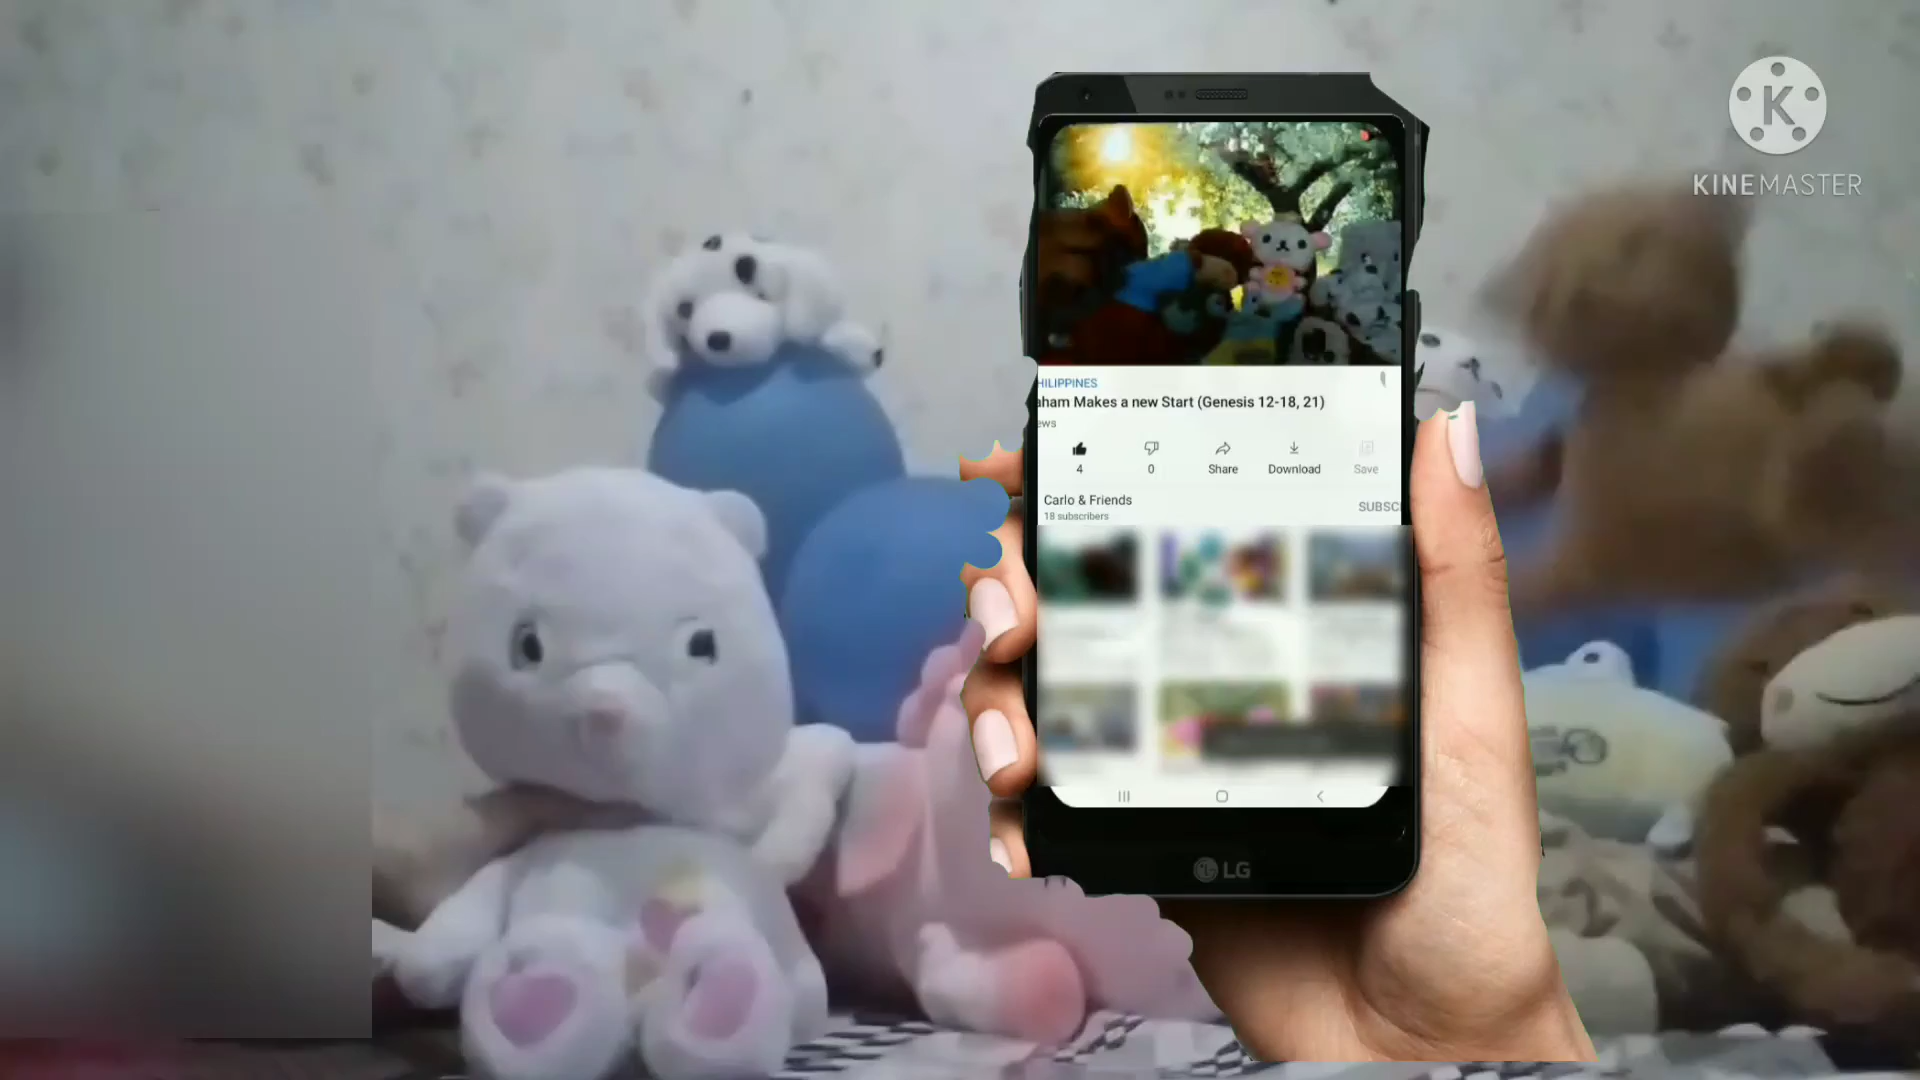 K
KINEMASTER
HILIPPINES
aham Makes a new Start (Genesis 12-18, 21)
ews
4
0
Share
Download
Save
Carlo & Friends
18 subscribers
SUBSC
LG